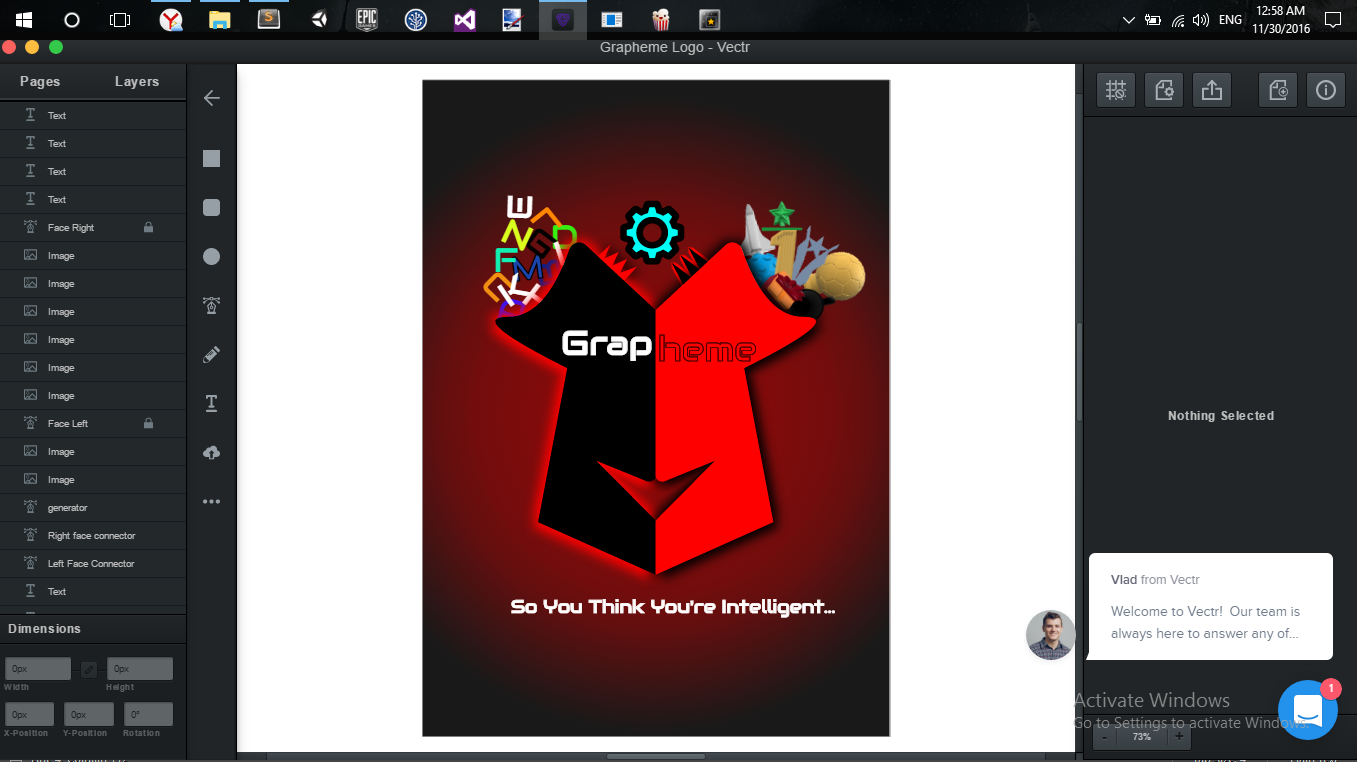 12:58 AM
ENG
11/30/2016
Grapheme Logo - Vectr
Pages
Layers
Text
Text
Text
Text
Face Right
Image
Image
Image
Image
Image
Image
Face Left
Image
Image
generator
Right face connector
Left Face Connector
Text
Dimensions
0px
0px
Width
Height
0px
0px
0°
X-Position
Y-Position
Rotation
EPIC
GAMES
S
Grap
heme
1
So You Think You're Intelligent...
Nothing Selected
Vlad from Vectr
Welcome to Vectr! Our team is
always here to answer any of...
1
Activate Windows
Go to Settings to activate Windows.
-
73%
+